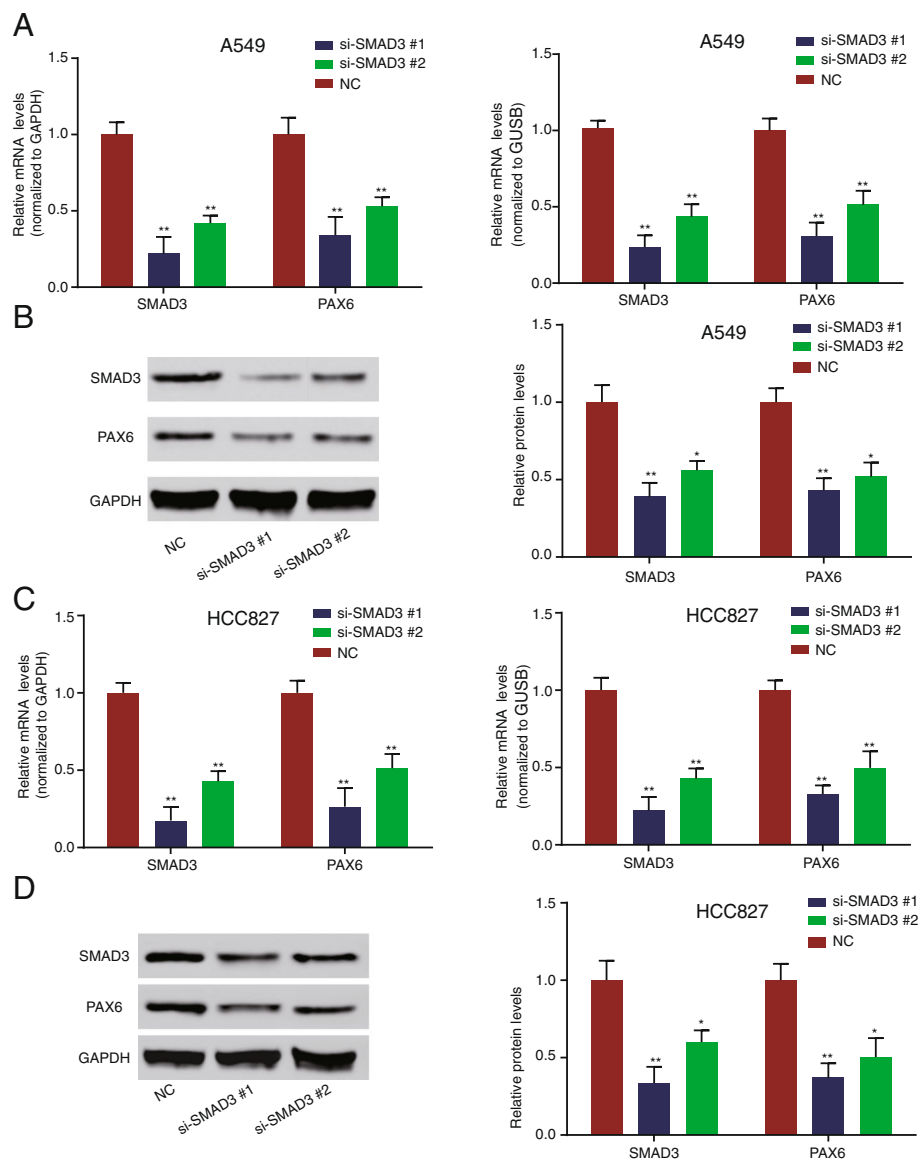 A
A549
si-SMAD3 #1
si-SMAD3 #2
NC
Relative mRNA levels
(normalized to GAPDH)
1.5
1.0
0.5
0.0
**
**
**
**
SMAD3
PAX6
A549
si-SMAD3 #1
si-SMAD3 #2
NC
Relative mRNA levels
(normalized to GUSB)
1.5
1.0
0.5
0.0
**
**
**
**
SMAD3
PAX6
B
SMAD3
PAX6
GAPDH
NC
si-SMAD3 #1
si-SMAD3 #2
A549
si-SMAD3 #1
si-SMAD3 #2
NC
Relative protein levels
1.5
1.0
0.5
0.0
**
*
**
*
SMAD3
PAX6
C
HCC827
si-SMAD3 #1
si-SMAD3 #2
NC
Relative mRNA levels
(normalized to GAPDH)
1.5
1.0
0.5
0.0
**
**
**
**
SMAD3
PAX6
HCC827
si-SMAD3 #1
si-SMAD3 #2
NC
Relative mRNA levels
(normalized to GUSB)
1.5
1.0
0.5
0.0
**
**
**
**
SMAD3
PAX6
D
SMAD3
PAX6
GAPDH
NC
si-SMAD3 #1
si-SMAD3 #2
HCC827
si-SMAD3 #1
si-SMAD3 #2
NC
Relative protein levels
1.5
1.0
0.5
0.0
**
*
**
*
SMAD3
PAX6